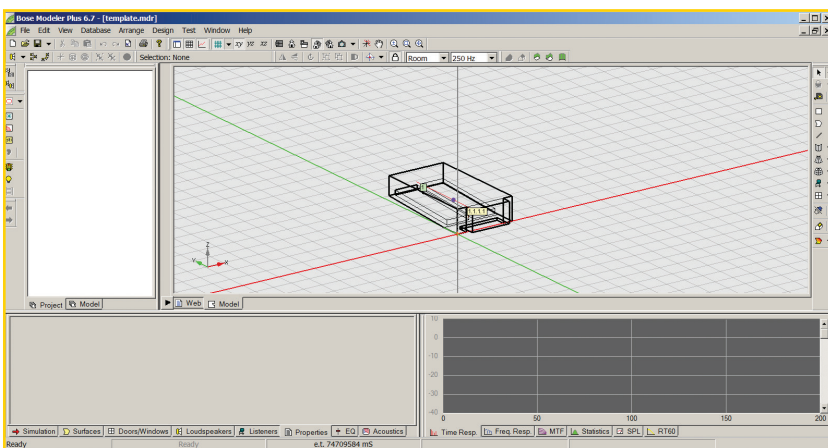 Bose Modeler Plus 6.7 - [template.mdr]
File Edit View Database Arrange Design Test Window Help
xy yz xz
Selection: None
Room 250 Hz
Z
Y X
Project Model
Web Model
10
0
-10
-20
-30
-40
0 50 100 150 200
Simulation Surfaces Doors/Windows Loudspeakers Listeners Properties EQ Acoustics
Time Resp. Freq. Resp. MTF Statistics SPL RT60
Ready Ready e.t. 74709584 mS